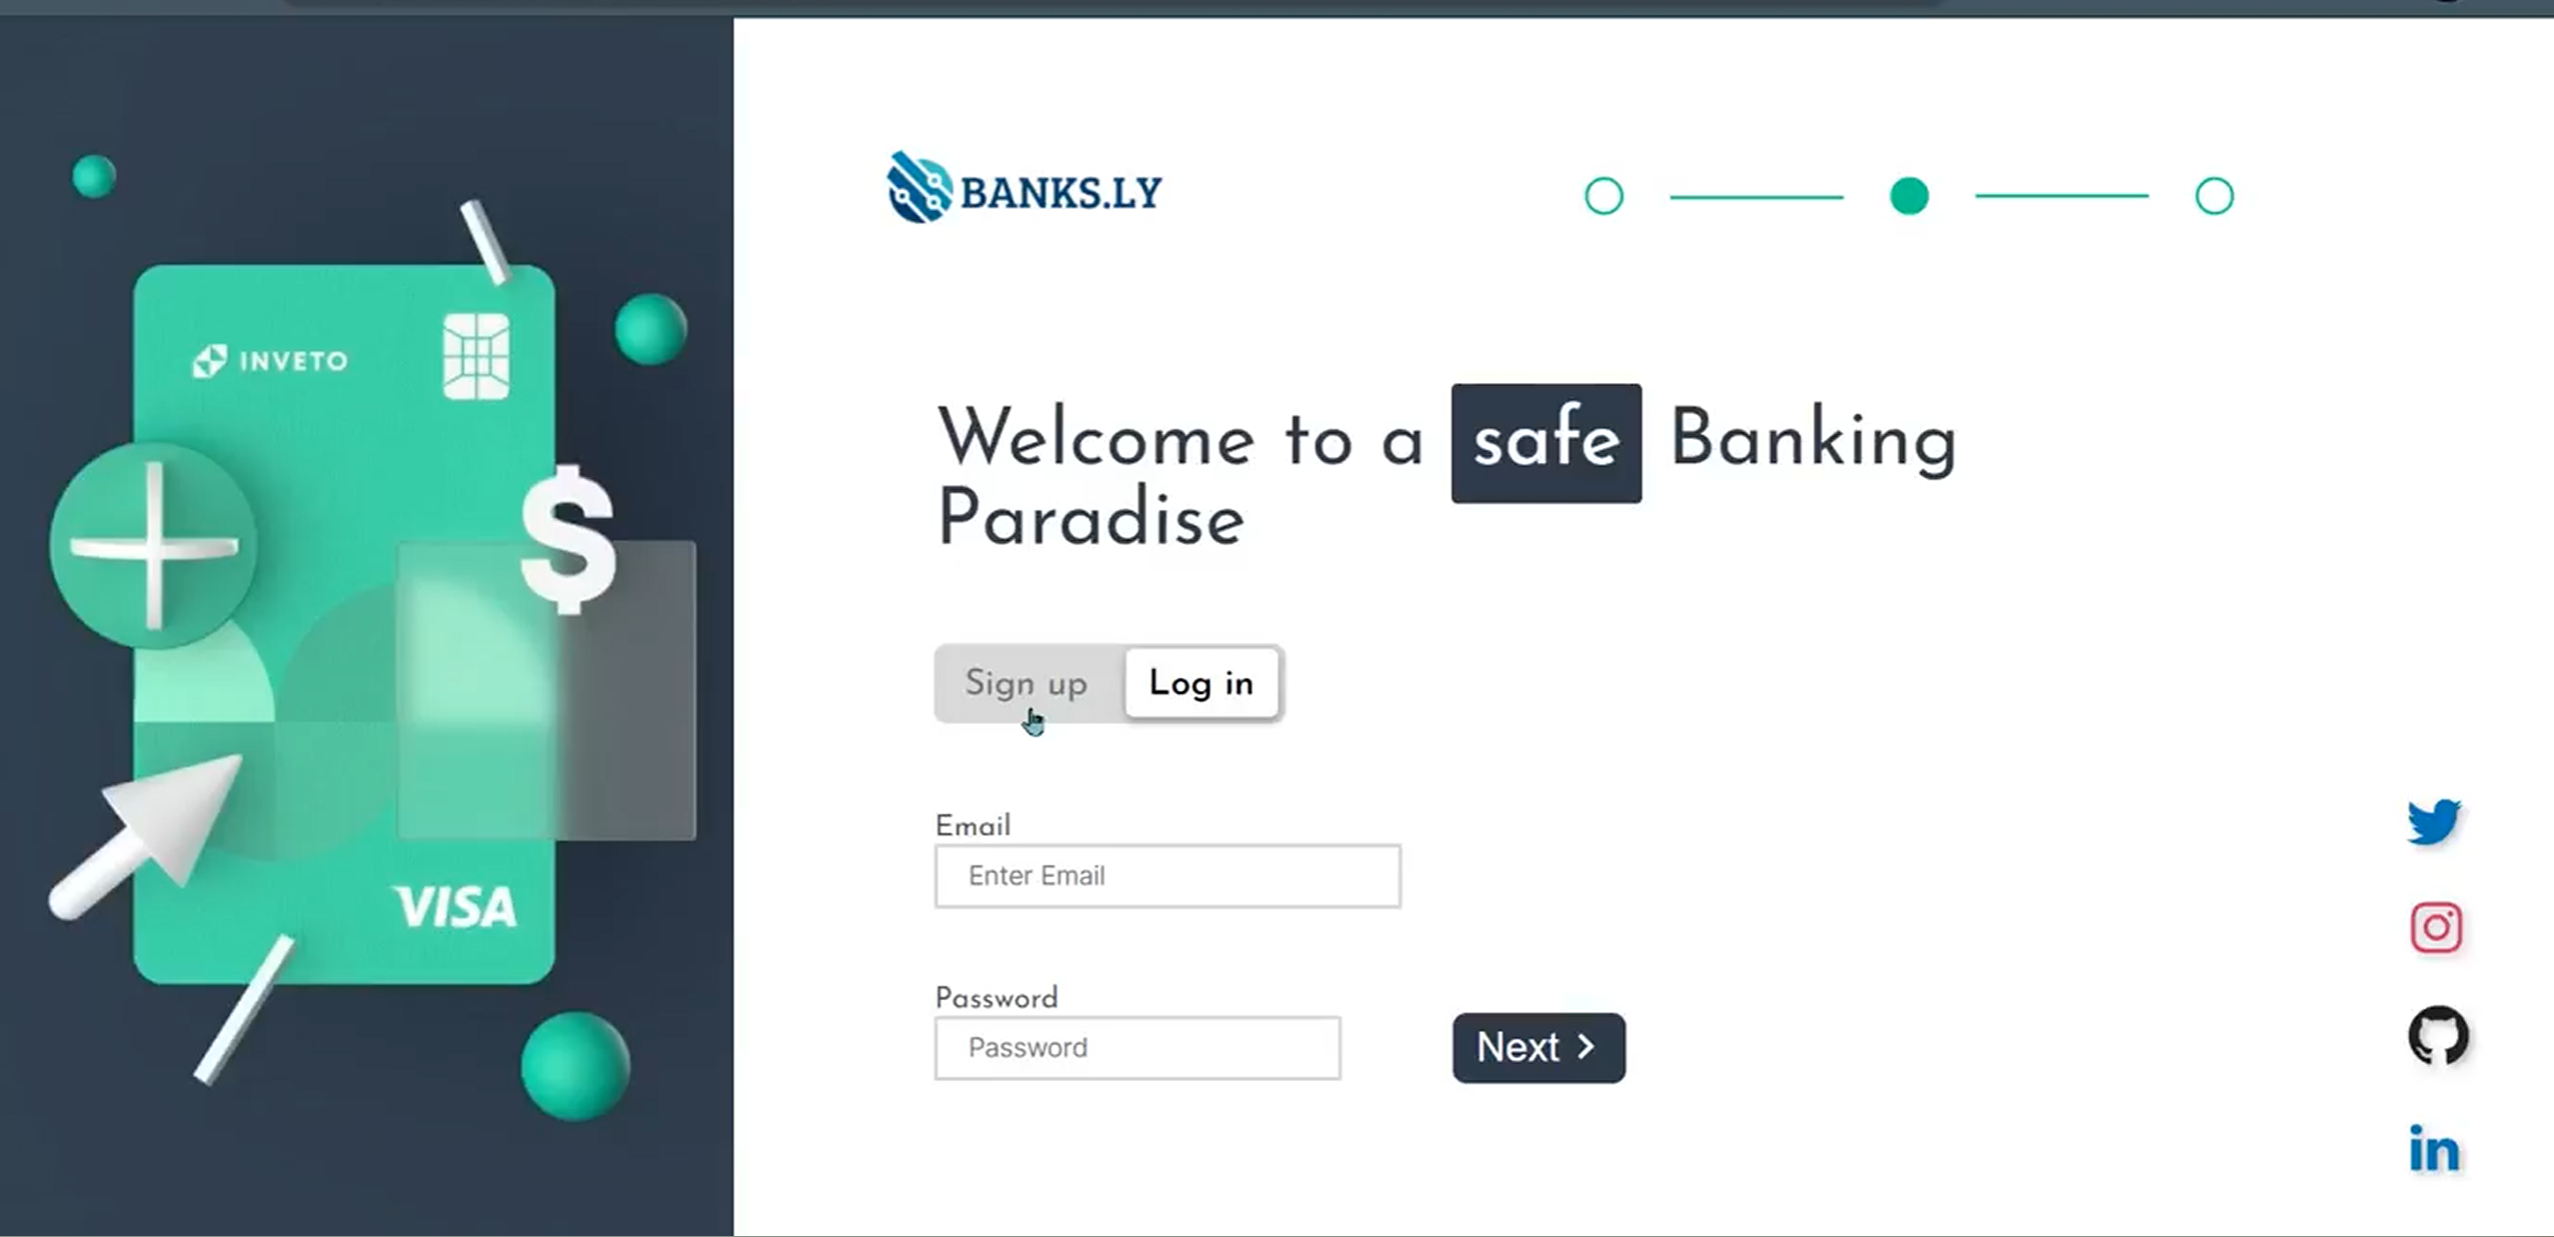 INVETO
$
VISA
BANKS.LY
Welcome to a safe Banking
Paradise
Sign up Log in
Email
Enter Email
Password
Password
Next >
in